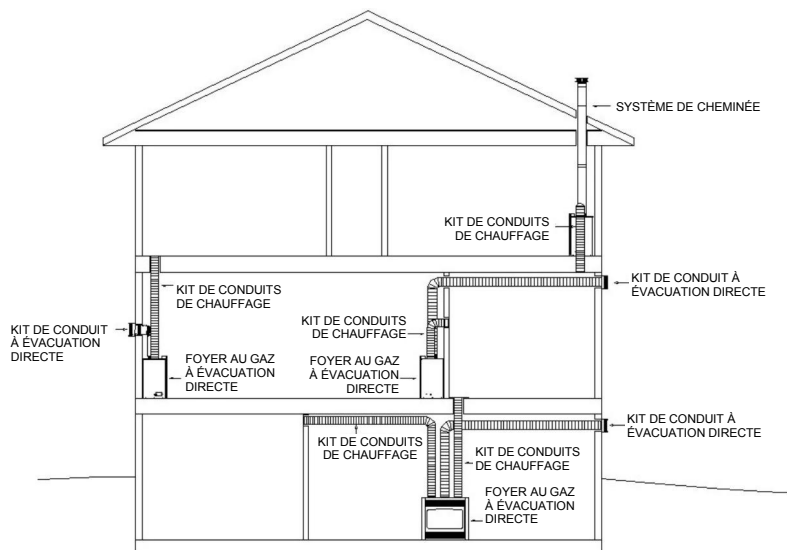 SYSTÈME DE CHEMINÉE
KIT DE CONDUITS
DE CHAUFFAGE
KIT DE CONDUITS
DE CHAUFFAGE
KIT DE CONDUIT À
ÉVACUATION DIRECTE
KIT DE CONDUIT
À ÉVACUATION
DIRECTE
KIT DE CONDUITS
DE CHAUFFAGE
FOYER AU GAZ
À ÉVACUATION
DIRECTE
FOYER AU GAZ
À ÉVACUATION
DIRECTE
KIT DE CONDUIT À
ÉVACUATION DIRECTE
KIT DE CONDUITS
DE CHAUFFAGE
KIT DE CONDUITS
DE CHAUFFAGE
FOYER AU GAZ
À ÉVACUATION
DIRECTE